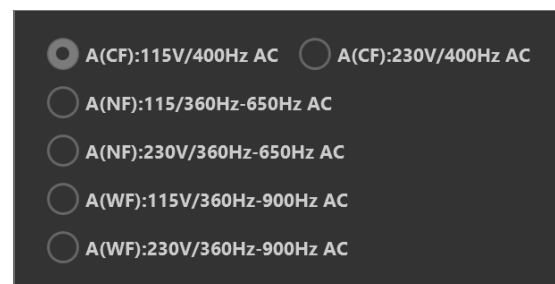 A(CF):115V/400Hz AC A(CF):230V/400Hz AC
A(NF):115/360Hz-650Hz AC
A(NF):230V/360Hz-650Hz AC
A(WF):115V/360Hz-900Hz AC
A(WF):230V/360Hz-900Hz AC